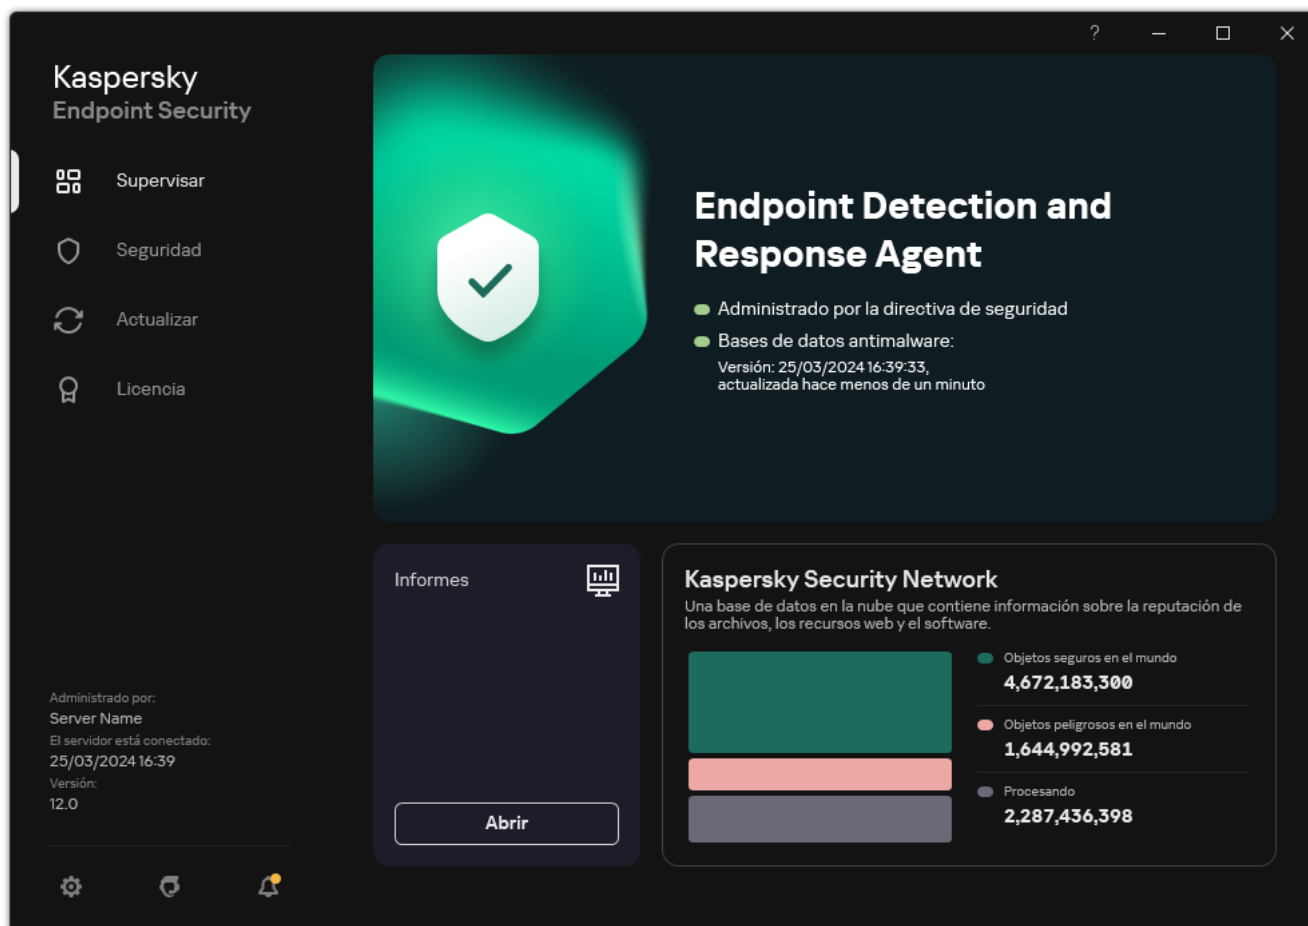 ?
Kaspersky
Endpoint Security
Supervisar
Seguridad
Actualizar
Licencia
Administrado por:
Server Name
El servidor está conectado:
25/03/2024 16:39
Versión:
12.0
Endpoint Detection and
Response Agent
Administrado por la directiva de seguridad
Bases de datos antimalware:
Versión: 25/03/2024 16:39:33,
actualizada hace menos de un minuto
Informes
Abrir
Kaspersky Security Network
Una base de datos en la nube que contiene información sobre la reputación de
los archivos, los recursos web y el software.
Objetos seguros en el mundo
4,672,183,300
Objetos peligrosos en el mundo
1,644,992,581
Procesando
2,287,436,398